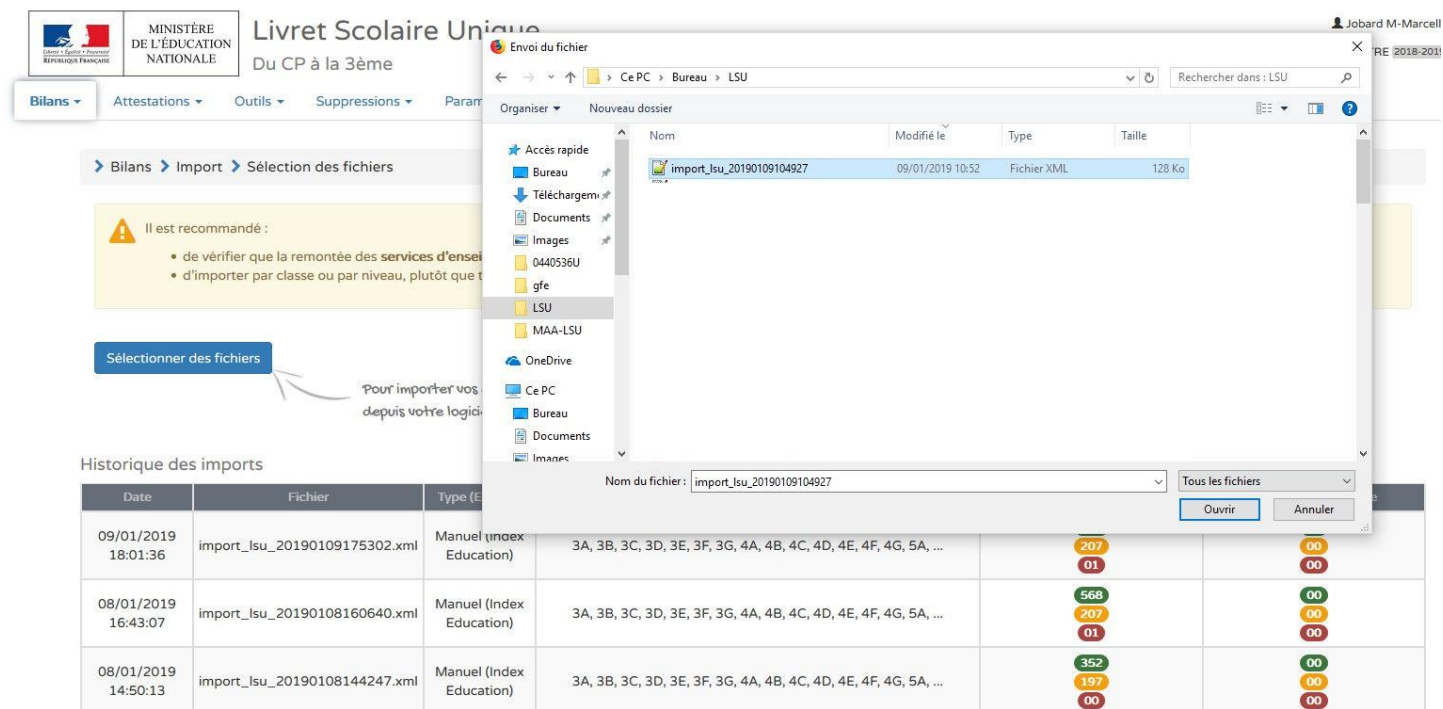 MINISTÈRE
DE L'ÉDUCATION
NATIONALE
Liberté • Égalité • Fraternité
RÉPUBLIQUE FRANÇAISE
Livret Scolaire Unique
Du CP à la 3ème
Jobard M-Marcell
2018-2019
Bilans
Attestations
Outils
Suppressions
Bilans
Import
Sélection des fichiers
Il est recommandé :
• de vérifier que la remontée des services
• d'importer par classe ou par niveau, plutôt que
Sélectionner des fichiers
Pour importer vos
depuis votre
Envoi du fichier
Ce PC > Bureau > LSU
Rechercher dans : LSU
Organiser
Nouveau dossier
Nom Modifié le Type Taille
import_lsu_20190109104927 09/01/2019 10:52 Fichier XML 128 Ko
Accès rapide
Bureau
Documents
Images
0440536U
gfe
LSU
MAA-LSU
OneDrive
Ce PC
Bureau
Documents
Images
Nom du fichier : import_lsu_20190109104927
Tous les fichiers
Ouvrir Annuler
Historique des imports
Date Fichier Type
09/01/2019
18:01:36
import_lsu_20190109175302.xml
Manuel (Index
Education)
3A, 3B, 3C, 3D, 3E, 3F, 3G, 4A, 4B, 4C, 4D, 4E, 4F, 4G, 5A, ...
207
01
00
00
08/01/2019
16:43:07
import_lsu_20190108160640.xml
Manuel (Index
Education)
3A, 3B, 3C, 3D, 3E, 3F, 3G, 4A, 4B, 4C, 4D, 4E, 4F, 4G, 5A, ...
568
207
01
00
00
00
08/01/2019
14:50:13
import_lsu_20190108144247.xml
Manuel (Index
Education)
3A, 3B, 3C, 3D, 3E, 3F, 3G, 4A, 4B, 4C, 4D, 4E, 4F, 4G, 5A, ...
352
197
00
00
00
00